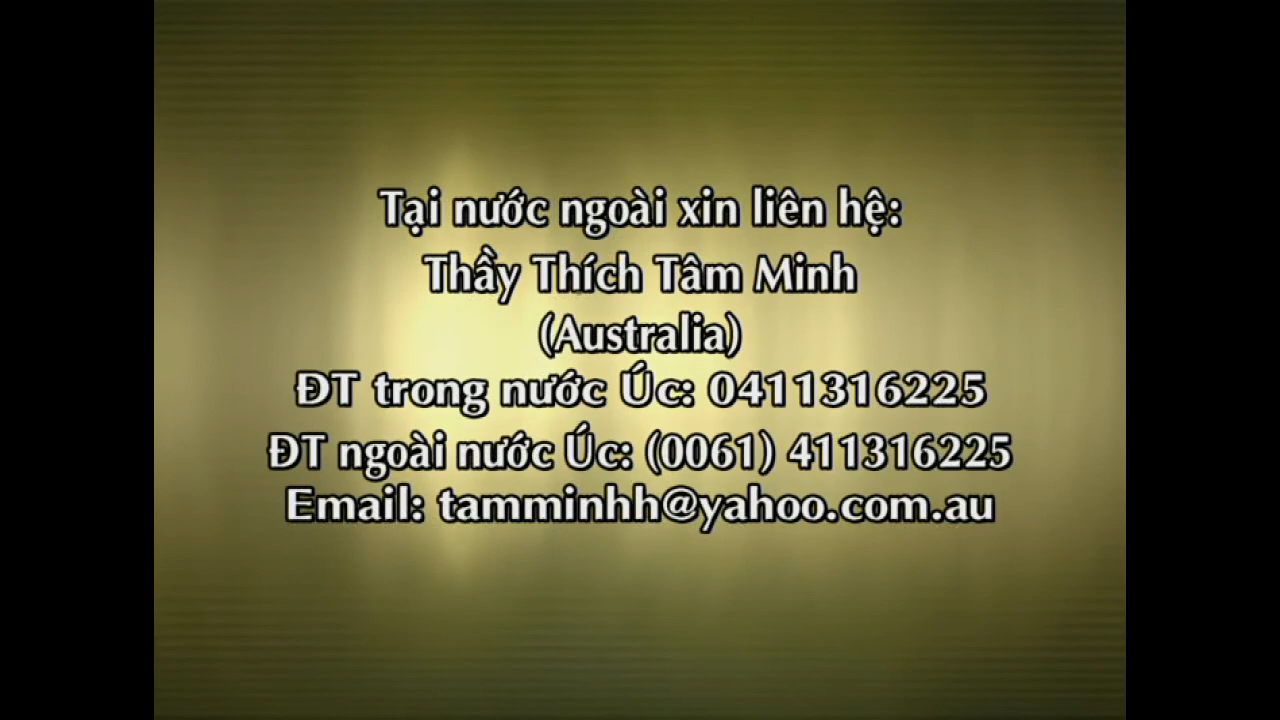 Tại nước ngoài xin liên hệ:
Thầy Thích Tâm Minh
(Australia)
ĐT trong nước Úc: 0411316225
ĐT ngoài nước Úc: (0061) 411316225
Email: tamminhh@yahoo.com.au